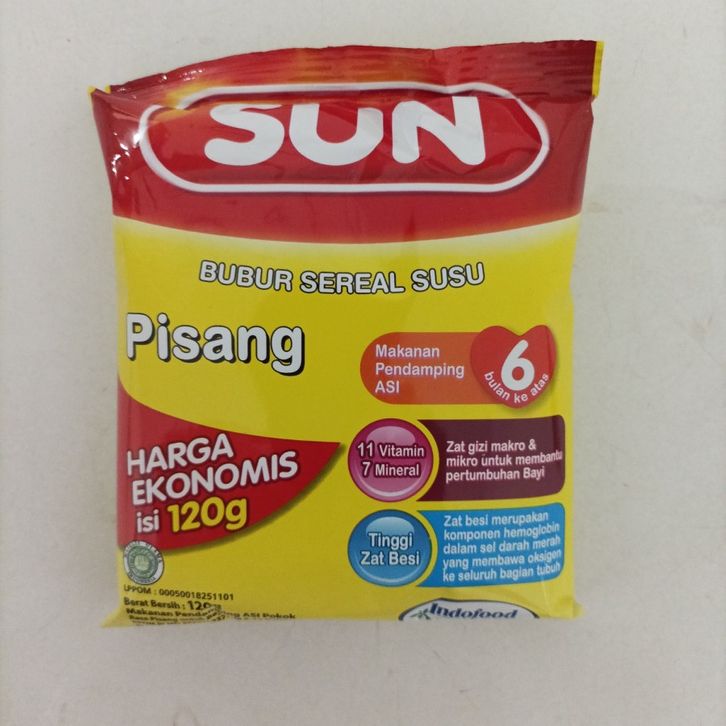 SUN
BUBUR SEREAL SUSU
Pisang
Makanan
Pendamping
ASI
6
bulan ke atas
HARGA
EKONOMIS
isi 120g
11 Vitamin
7 Mineral
Zat gizi makro &
mikro untuk membantu
pertumbuhan Bayi
Tinggi
Zat Besi
Zat besi merupakan
komponen hemoglobin
dalam sel darah merah
yang membawa oksigen
ke seluruh bagian tubuh
LPPOM : 00050018251101
Berat Bersih : 120g
Makanan Pendamping ASI Pokok
Rasa Pisang untuk
Indofood